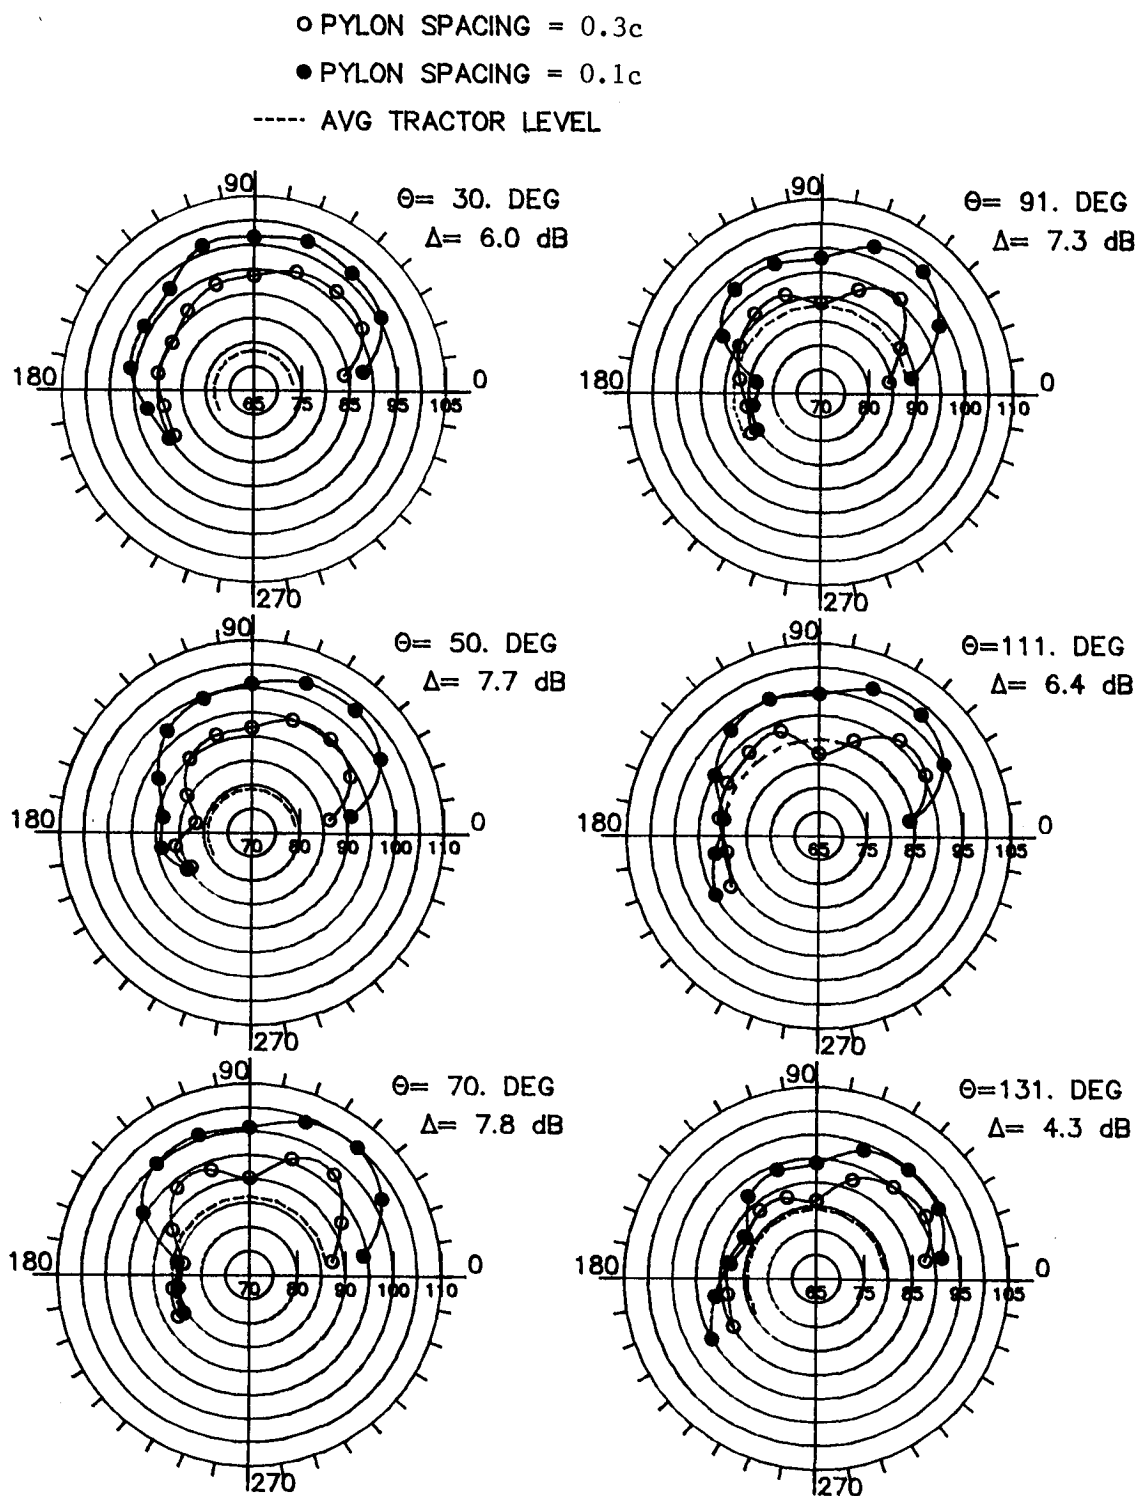 PYLON SPACING = 0.3c
PYLON SPACING = 0.1c
----- AVG TRACTOR LEVEL
90
Θ= 30. DEG
Δ= 6.0 dB
180
0
65 75 85 95 105
270
90
Θ= 91. DEG
Δ= 7.3 dB
180
0
70 80 90 100 110
270
90
Θ= 50. DEG
Δ= 7.7 dB
180
0
70 80 90 100 110
270
90
Θ=111. DEG
Δ= 6.4 dB
180
0
65 75 85 95 105
270
90
Θ= 70. DEG
Δ= 7.8 dB
180
0
70 80 90 100 110
270
90
Θ=131. DEG
Δ= 4.3 dB
180
0
65 75 85 95 105
270